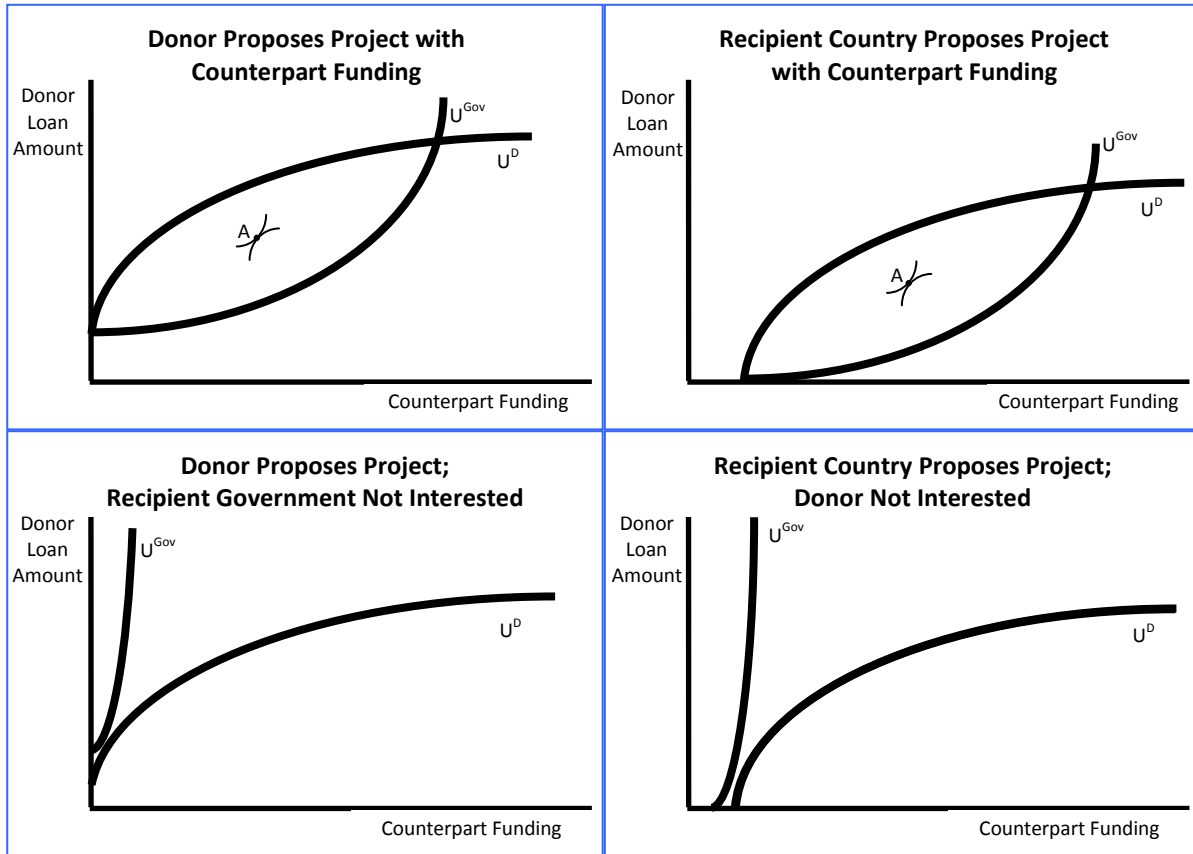 Donor Proposes Project with
Counterpart Funding
Donor
Loan
Amount
U^Gov
U^D
A
Counterpart Funding
Recipient Country Proposes Project
with Counterpart Funding
Donor
Loan
Amount
U^Gov
U^D
A
Counterpart Funding
Donor Proposes Project;
Recipient Government Not Interested
Donor
Loan
Amount
U^Gov
U^D
Counterpart Funding
Recipient Country Proposes Project;
Donor Not Interested
Donor
Loan
Amount
U^Gov
U^D
Counterpart Funding